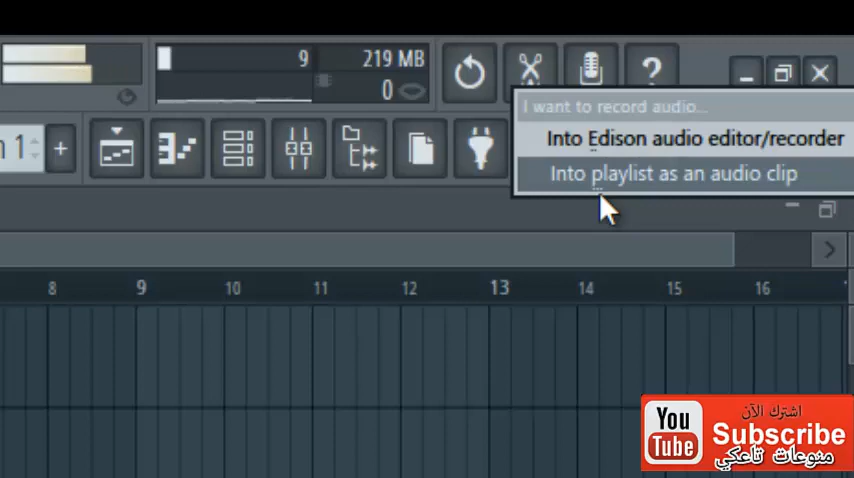 9
219 MB
0
?
I want to record audio...
n 1
+
Into Edison audio editor/recorder
Into playlist as an audio clip
8 9 10 11 12 13 14 15 16
You
Tube
اشترك الآن
Subscribe
منوعات تاعكي